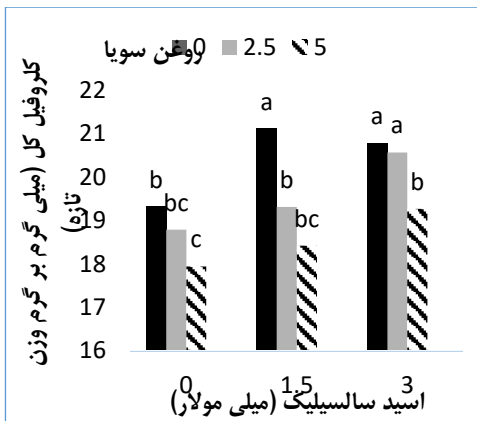 روغن سویا 0 2.5 5
کلروفیل کل (میلی گرم بر گرم وزن
تازه)
22
21
20
19
18
17
16
b bc c
a b bc
a a b
0 1.5 3
اسید سالسیلیک (میلی مولار)